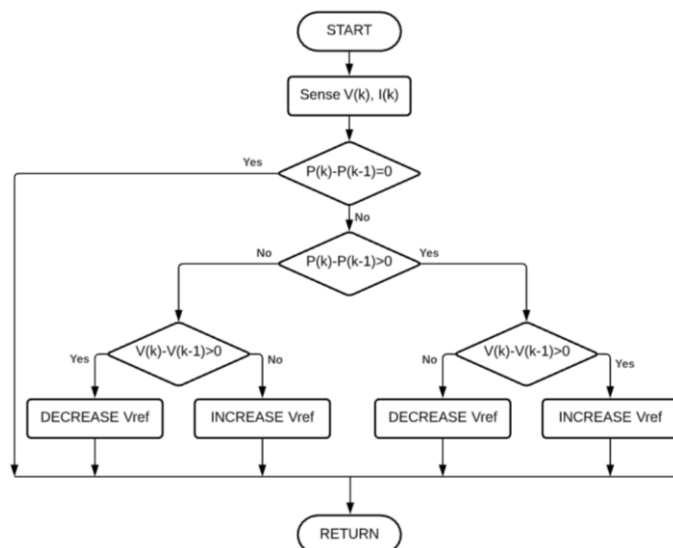 START
Sense V(k), I(k)
Yes
P(k)-P(k-1)=0
No
No
P(k)-P(k-1)>0
Yes
Yes
V(k)-V(k-1)>0
No
No
V(k)-V(k-1)>0
Yes
DECREASE Vref
INCREASE Vref
DECREASE Vref
INCREASE Vref
RETURN